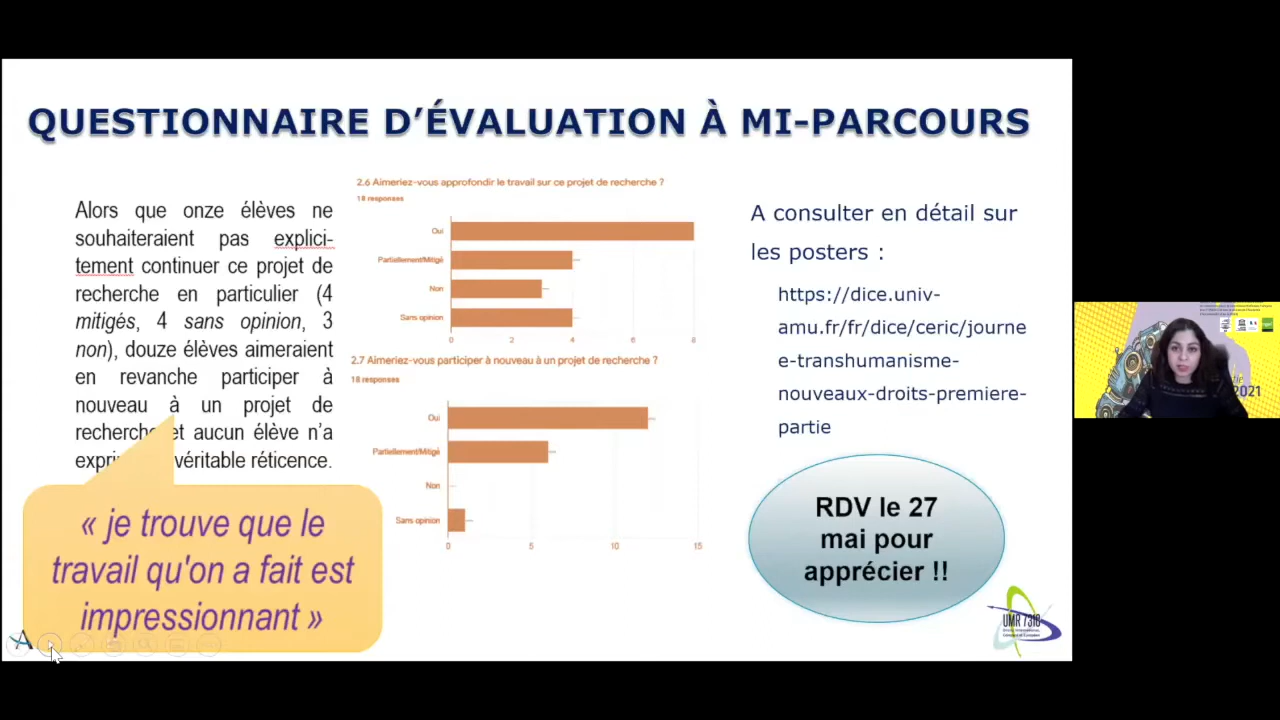 QUESTIONNAIRE D'ÉVALUATION À MI-PARCOURS
Alors que onze élèves ne
souhaiteraient pas explici-
tement continuer ce projet de
recherche en particulier (4
mitigés, 4 sans opinion, 3
non), douze élèves aimeraient
en revanche participer à
nouveau à un projet de
recherche et aucun élève n'a
véritable réticence.
« je trouve que le
travail qu'on a fait est
impressionnant »
2.6 Aimeriez-vous approfondir le travail sur ce projet de recherche ?
18 responses
Oui
Partiellement/Mitigé
Non
Sans opinion
0 2 4 6 8
2.7 Aimeriez-vous participer à nouveau à un projet de recherche ?
18 responses
Oui
Partiellement/Mitigé
Non
Sans opinion
0 5 10 15
A consulter en détail sur
les posters :
https://dice.univ-
amu.fr/fr/dice/ceric/journe
e-transhumanisme-
nouveaux-droits-premiere-
partie
RDV le 27
mai pour
apprécier !!
UMR 7318
2021